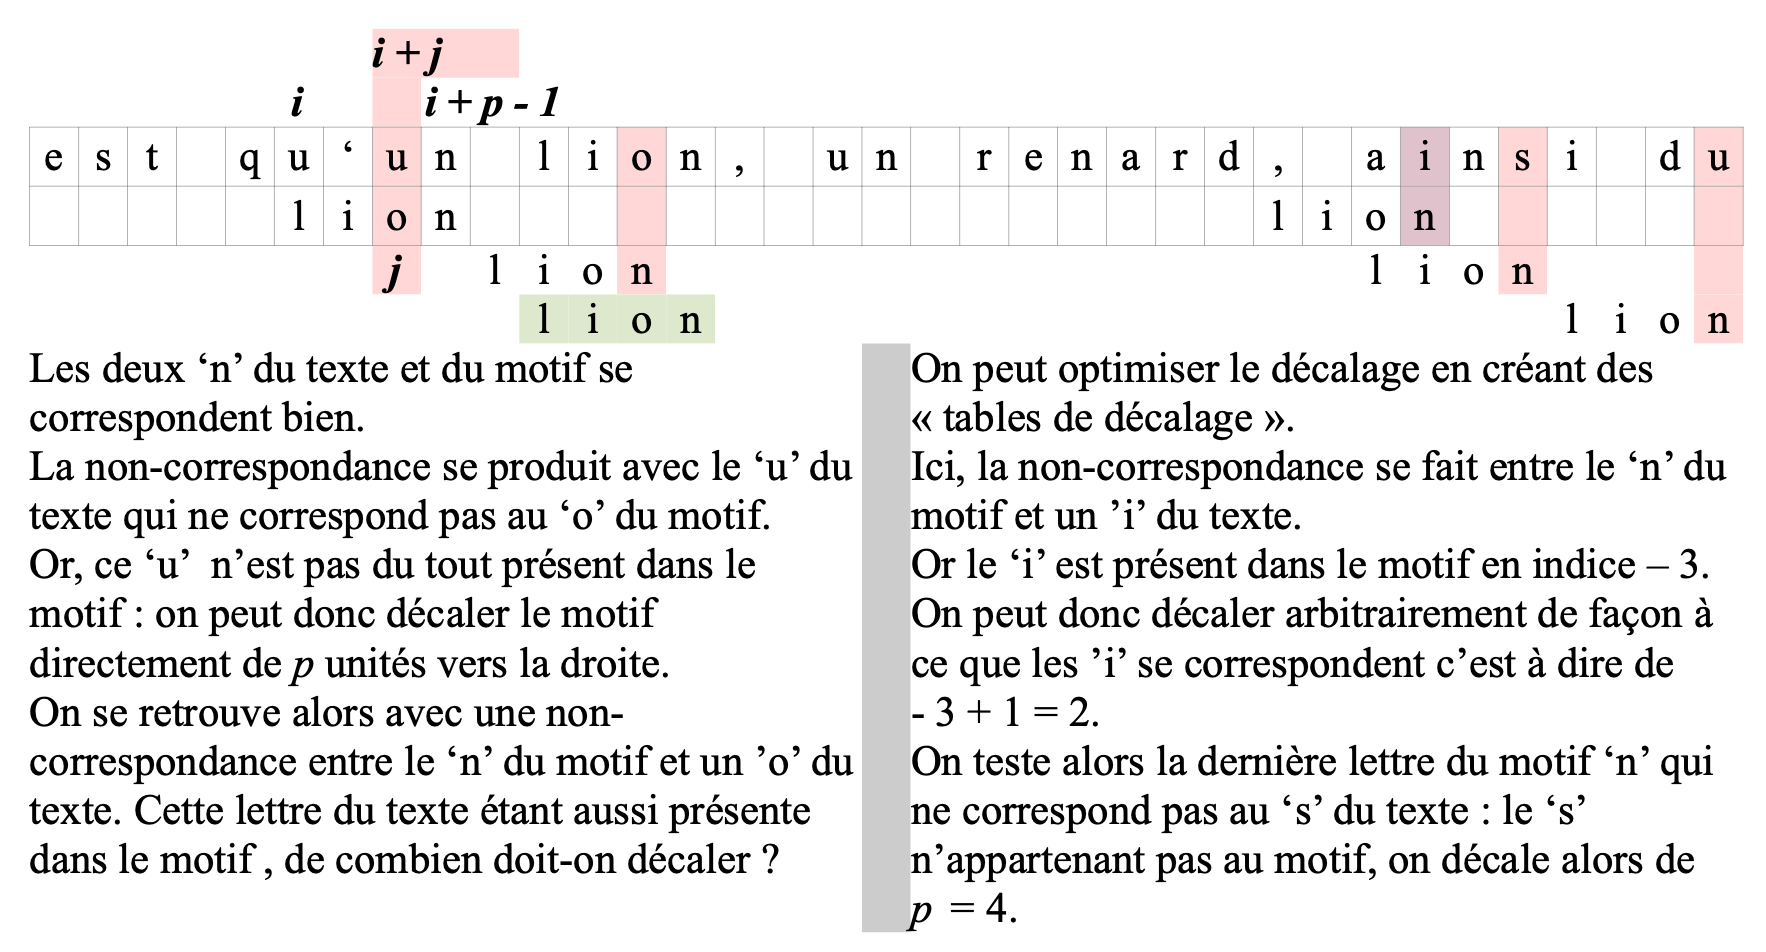 i + j
i i + p - 1
e s t q u ‘ u n l i o n , u n r e n a r d , a i n s i d u
l i o n l i o n
j l i o n l i o n
l i o n l i o n
Les deux ‘n’ du texte et du motif se
correspondent bien.
La non-correspondance se produit avec le ‘u’ du
texte qui ne correspond pas au ‘o’ du motif.
Or, ce ‘u’ n’est pas du tout présent dans le
motif : on peut donc décaler le motif
directement de p unités vers la droite.
On se retrouve alors avec une non-
correspondance entre le ‘n’ du motif et un ’o’ du
texte. Cette lettre du texte étant aussi présente
dans le motif , de combien doit-on décaler ?
On peut optimiser le décalage en créant des
« tables de décalage ».
Ici, la non-correspondance se fait entre le ‘n’ du
motif et un ’i’ du texte.
Or le ‘i’ est présent dans le motif en indice – 3.
On peut donc décaler arbitrairement de façon à
ce que les ’i’ se correspondent c’est à dire de
- 3 + 1 = 2.
On teste alors la dernière lettre du motif ‘n’ qui
ne correspond pas au ‘s’ du texte : le ‘s’
n’appartenant pas au motif, on décale alors de
p = 4.